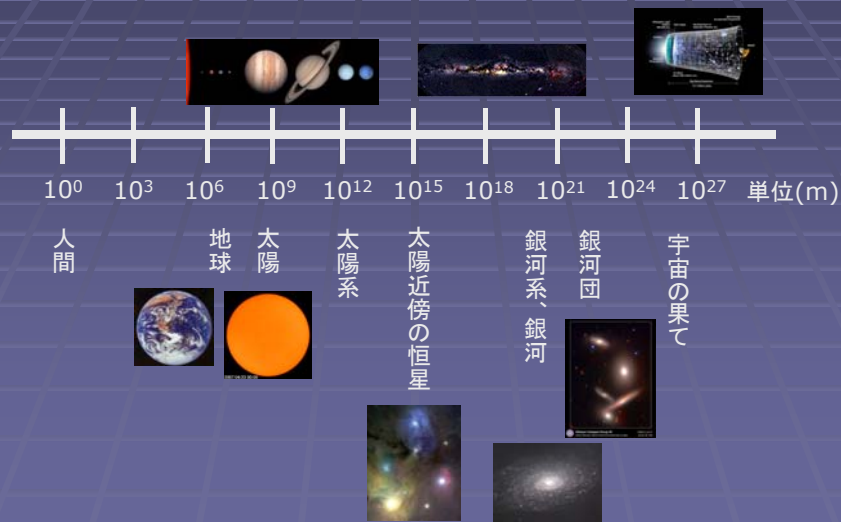 10⁰ 10³ 10⁶ 10⁹ 10¹² 10¹⁵ 10¹⁸ 10²¹ 10²⁴ 10²⁷ 単位(m)
人間
地球
太陽
太陽系
太陽近傍の恒星
銀河系、銀河
銀河団
宇宙の果て